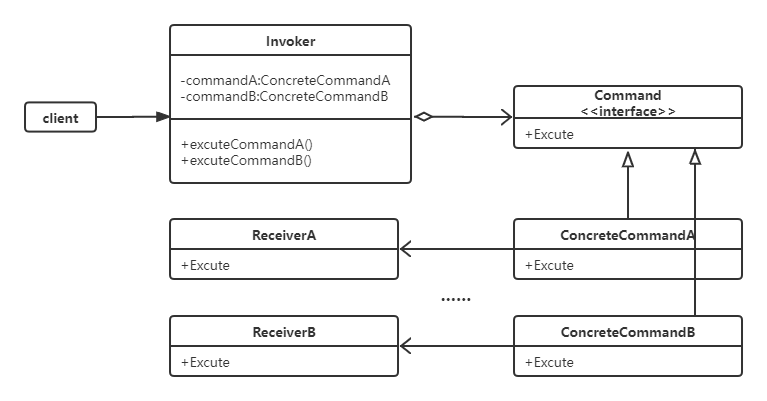 Invoker
-commandA:ConcreteCommandA
-commandB:ConcreteCommandB
+excuteCommandA()
+excuteCommandB()
client
Command
<<interface>>
+Excute
ReceiverA
+Excute
ConcreteCommandA
+Excute
......
ReceiverB
+Excute
ConcreteCommandB
+Excute